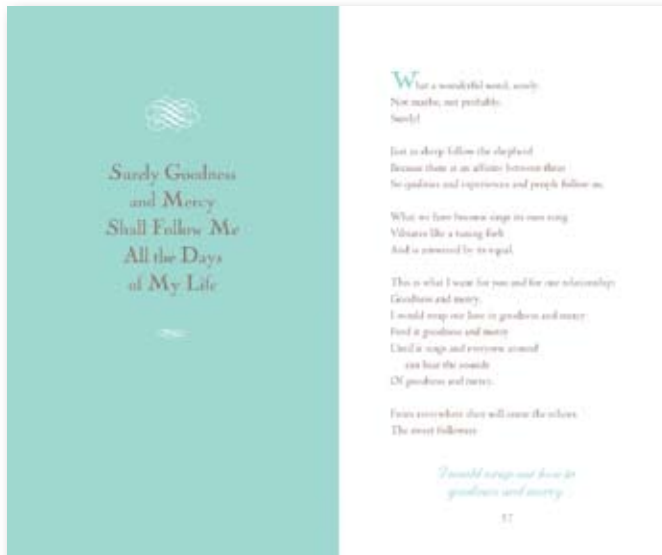 Surely Goodness
and Mercy
Shall Follow Me
All the Days
of My Life
What a wonderful word, surely.
Not maybe, not probably.
Surely!
Just as sheep follow the shepherd
Because there is an affinity between them
So qualities and experiences and people follow us.
What we have become sings its own song
Vibrates like a tuning fork
And is answered by its equal.
This is what I want for you and for our relationship:
Goodness and mercy.
I would wrap our love in goodness and mercy
Feed it goodness and mercy
Until it sings and everyone around
can hear the sounds
Of goodness and mercy.
From everywhere they will come the echoes
The sweet followers
I would wrap our love in
goodness and mercy